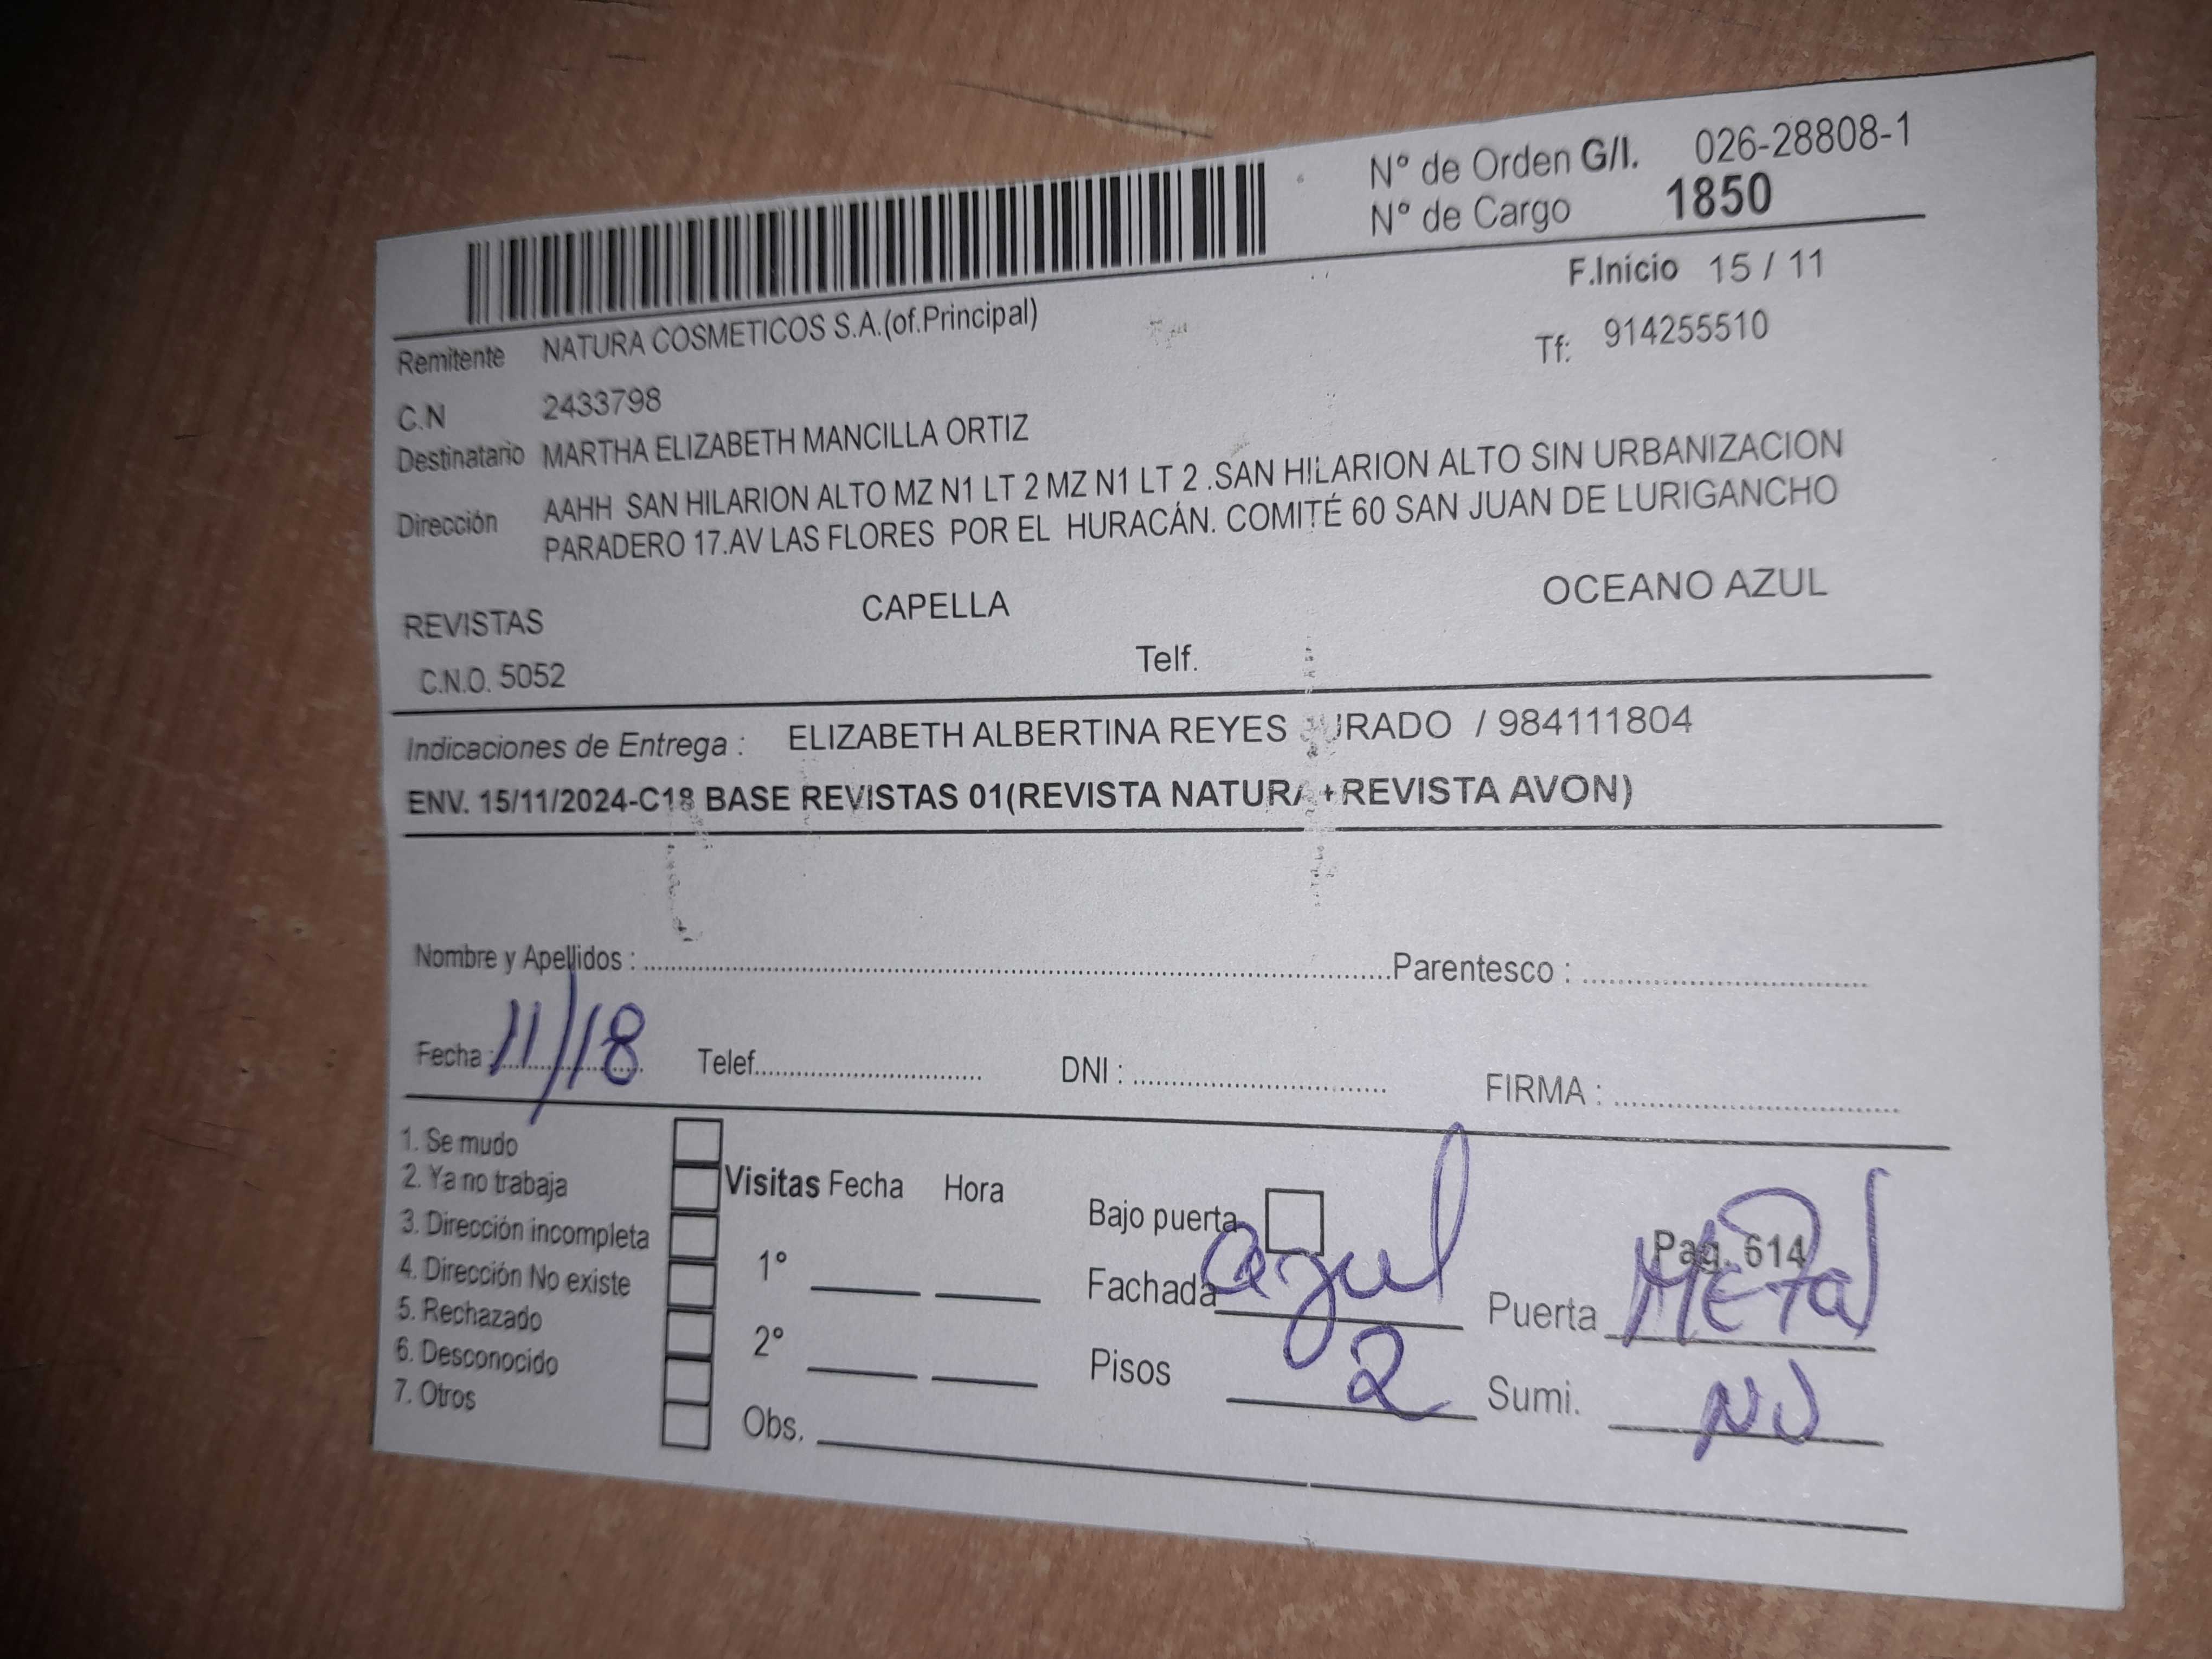 Nº de Orden G/I. 026-28808-1
Nº de Cargo 1850
F.Inicio 15 / 11
Remitente NATURA COSMETICOS S.A.(of.Principal)
Tf: 914255510
C.N 2433798
Destinatario MARTHA ELIZABETH MANCILLA ORTIZ
Dirección AAHH SAN HILARION ALTO MZ N1 LT 2 MZ N1 LT 2 .SAN HILARION ALTO SIN URBANIZACION
PARADERO 17.AV LAS FLORES POR EL HURACÁN. COMITÉ 60 SAN JUAN DE LURIGANCHO
REVISTAS CAPELLA OCEANO AZUL
C.N.O. 5052 Telf.
Indicaciones de Entrega : ELIZABETH ALBERTINA REYES JURADO / 984111804
ENV. 15/11/2024-C18 BASE REVISTAS 01(REVISTA NATURA+REVISTA AVON)
Nombre y Apellidos : Parentesco :
Fecha : 11/18 Telef. DNI : FIRMA :
1. Se mudo
2. Ya no trabaja
3. Dirección incompleta
4. Dirección No existe
5. Rechazado
6. Desconocido
7. Otros
Visitas Fecha Hora
1º
2º
Obs.
Bajo puerta
Pag. 614
Fachada azul Puerta Metal
Pisos 2 Sumi. NO